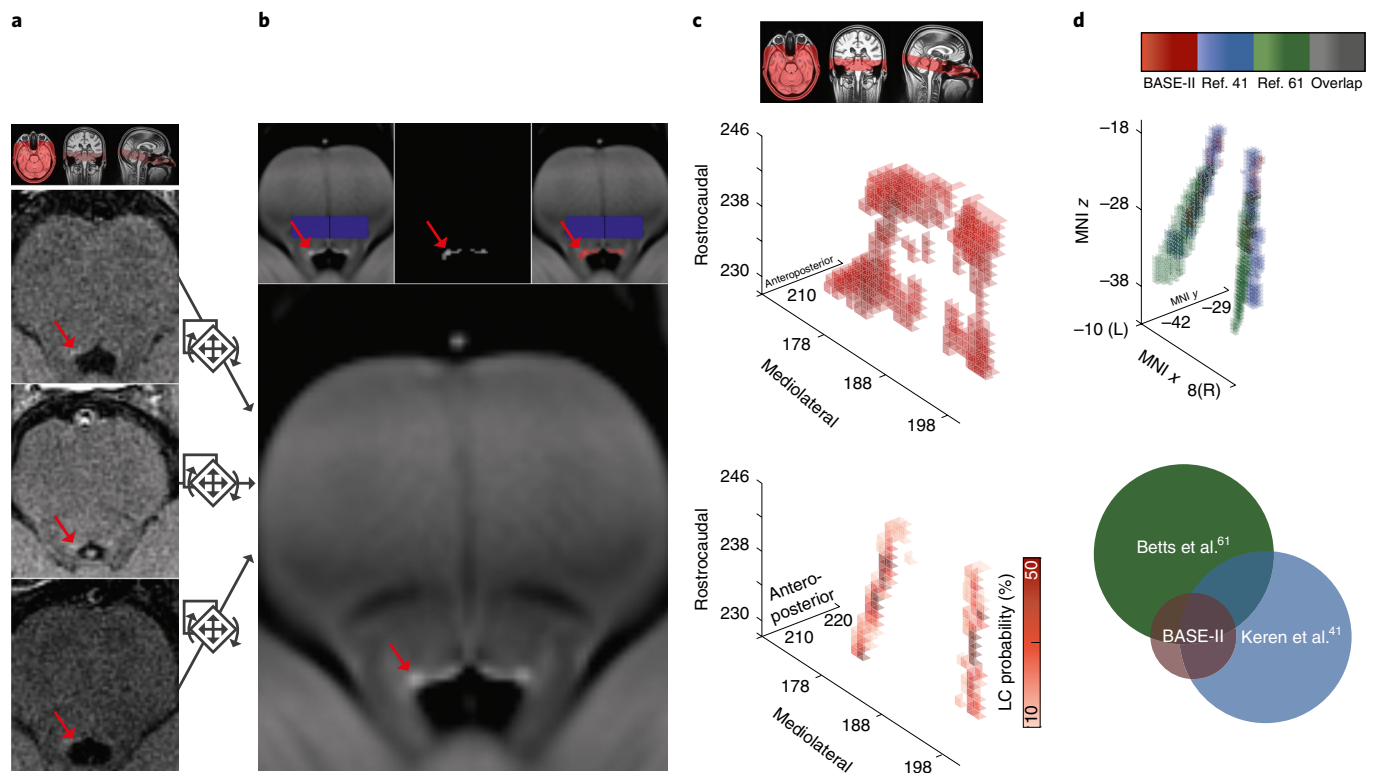 a
b
c
d
BASE-II Ref. 41 Ref. 61 Overlap
246
238
230
Rostrocaudal
Anteroposterior
210
178
188
198
Mediolateral
246
238
230
Rostrocaudal
Antero-
posterior
220
210
178
188
198
Mediolateral
LC probability (%)
50
10
–18
–28
–38
MNI z
MNI y
–29
–42
–10 (L)
MNI x
8(R)
Betts et al.61
BASE-II
Keren et al.41